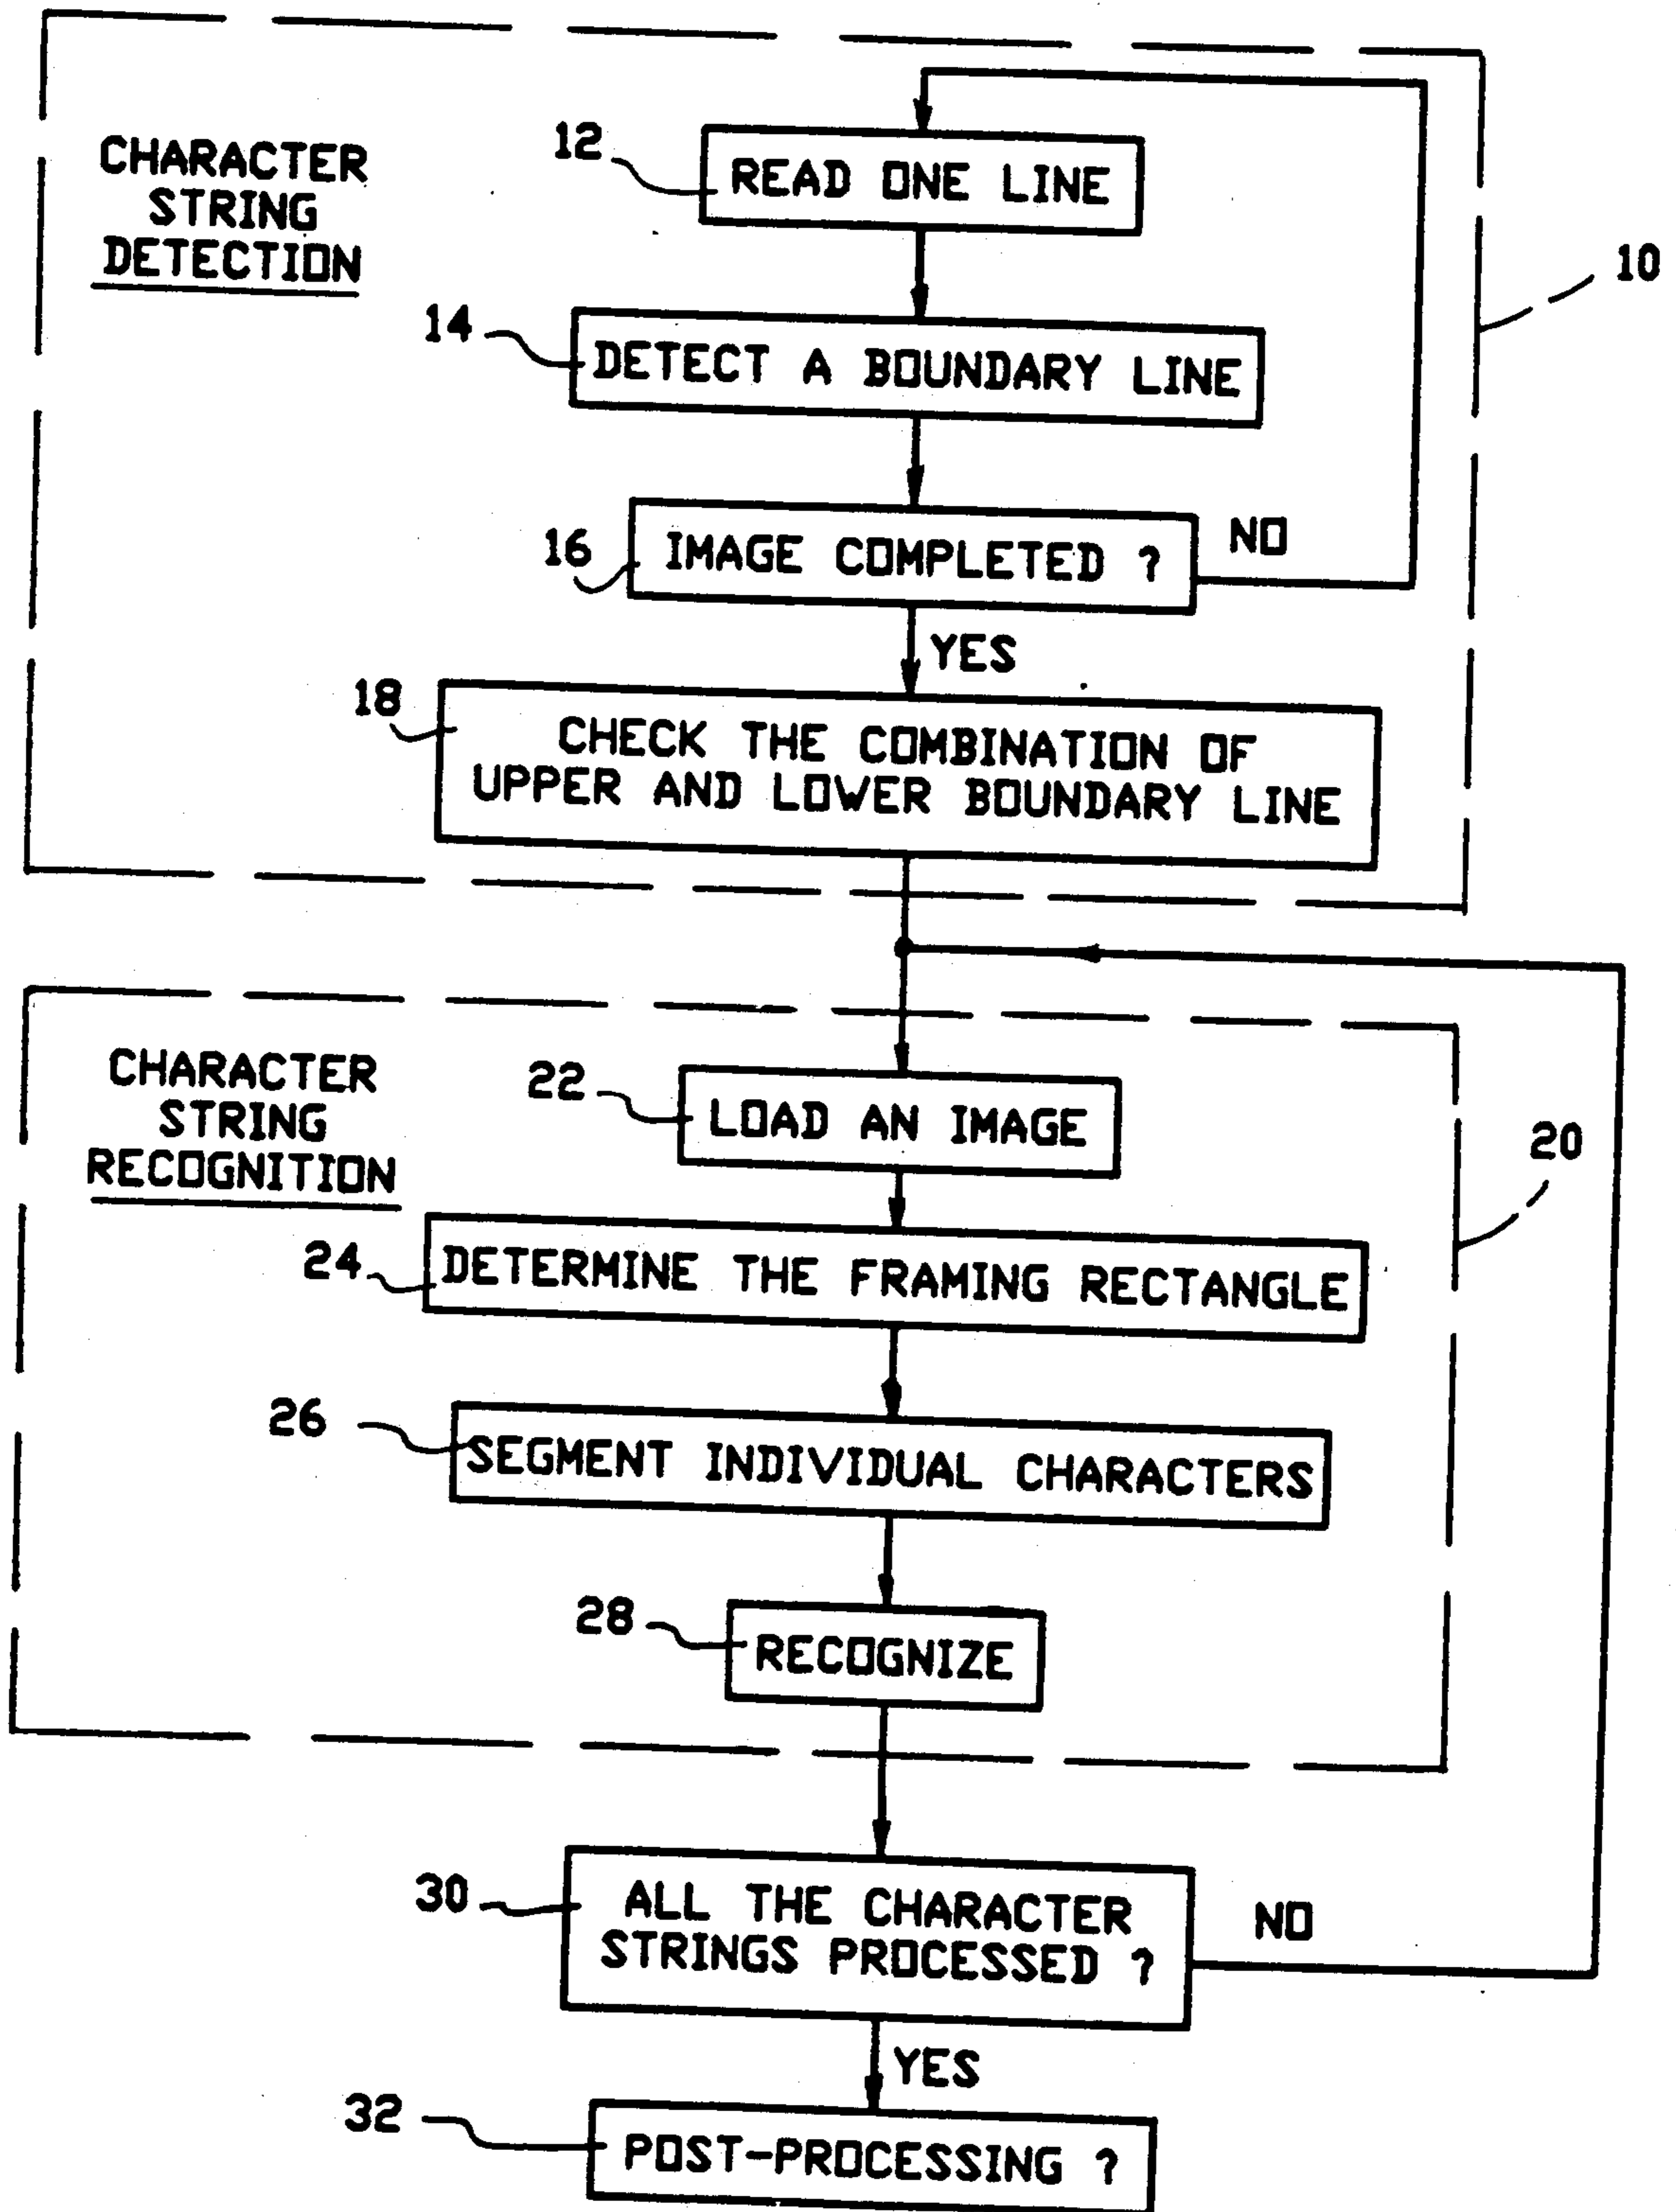 CHARACTER
STRING
DETECTION
12
READ ONE LINE
10
14
DETECT A BOUNDARY LINE
16
IMAGE COMPLETED ?
NO
YES
18
CHECK THE COMBINATION OF
UPPER AND LOWER BOUNDARY LINE
CHARACTER
STRING
RECOGNITION
22
LOAD AN IMAGE
20
24
DETERMINE THE FRAMING RECTANGLE
26
SEGMENT INDIVIDUAL CHARACTERS
28
RECOGNIZE
30
ALL THE CHARACTER
STRINGS PROCESSED ?
NO
YES
32
POST-PROCESSING ?